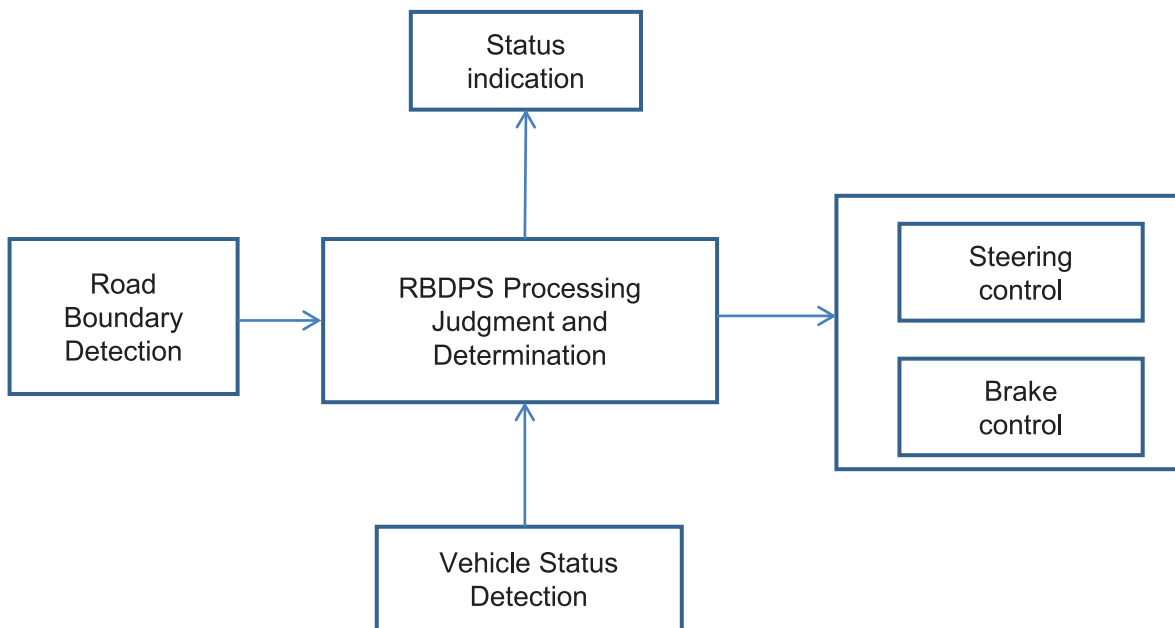 Status
indication
Road
Boundary
Detection
RBDPS Processing
Judgment and
Determination
Steering
control
Brake
control
Vehicle Status
Detection